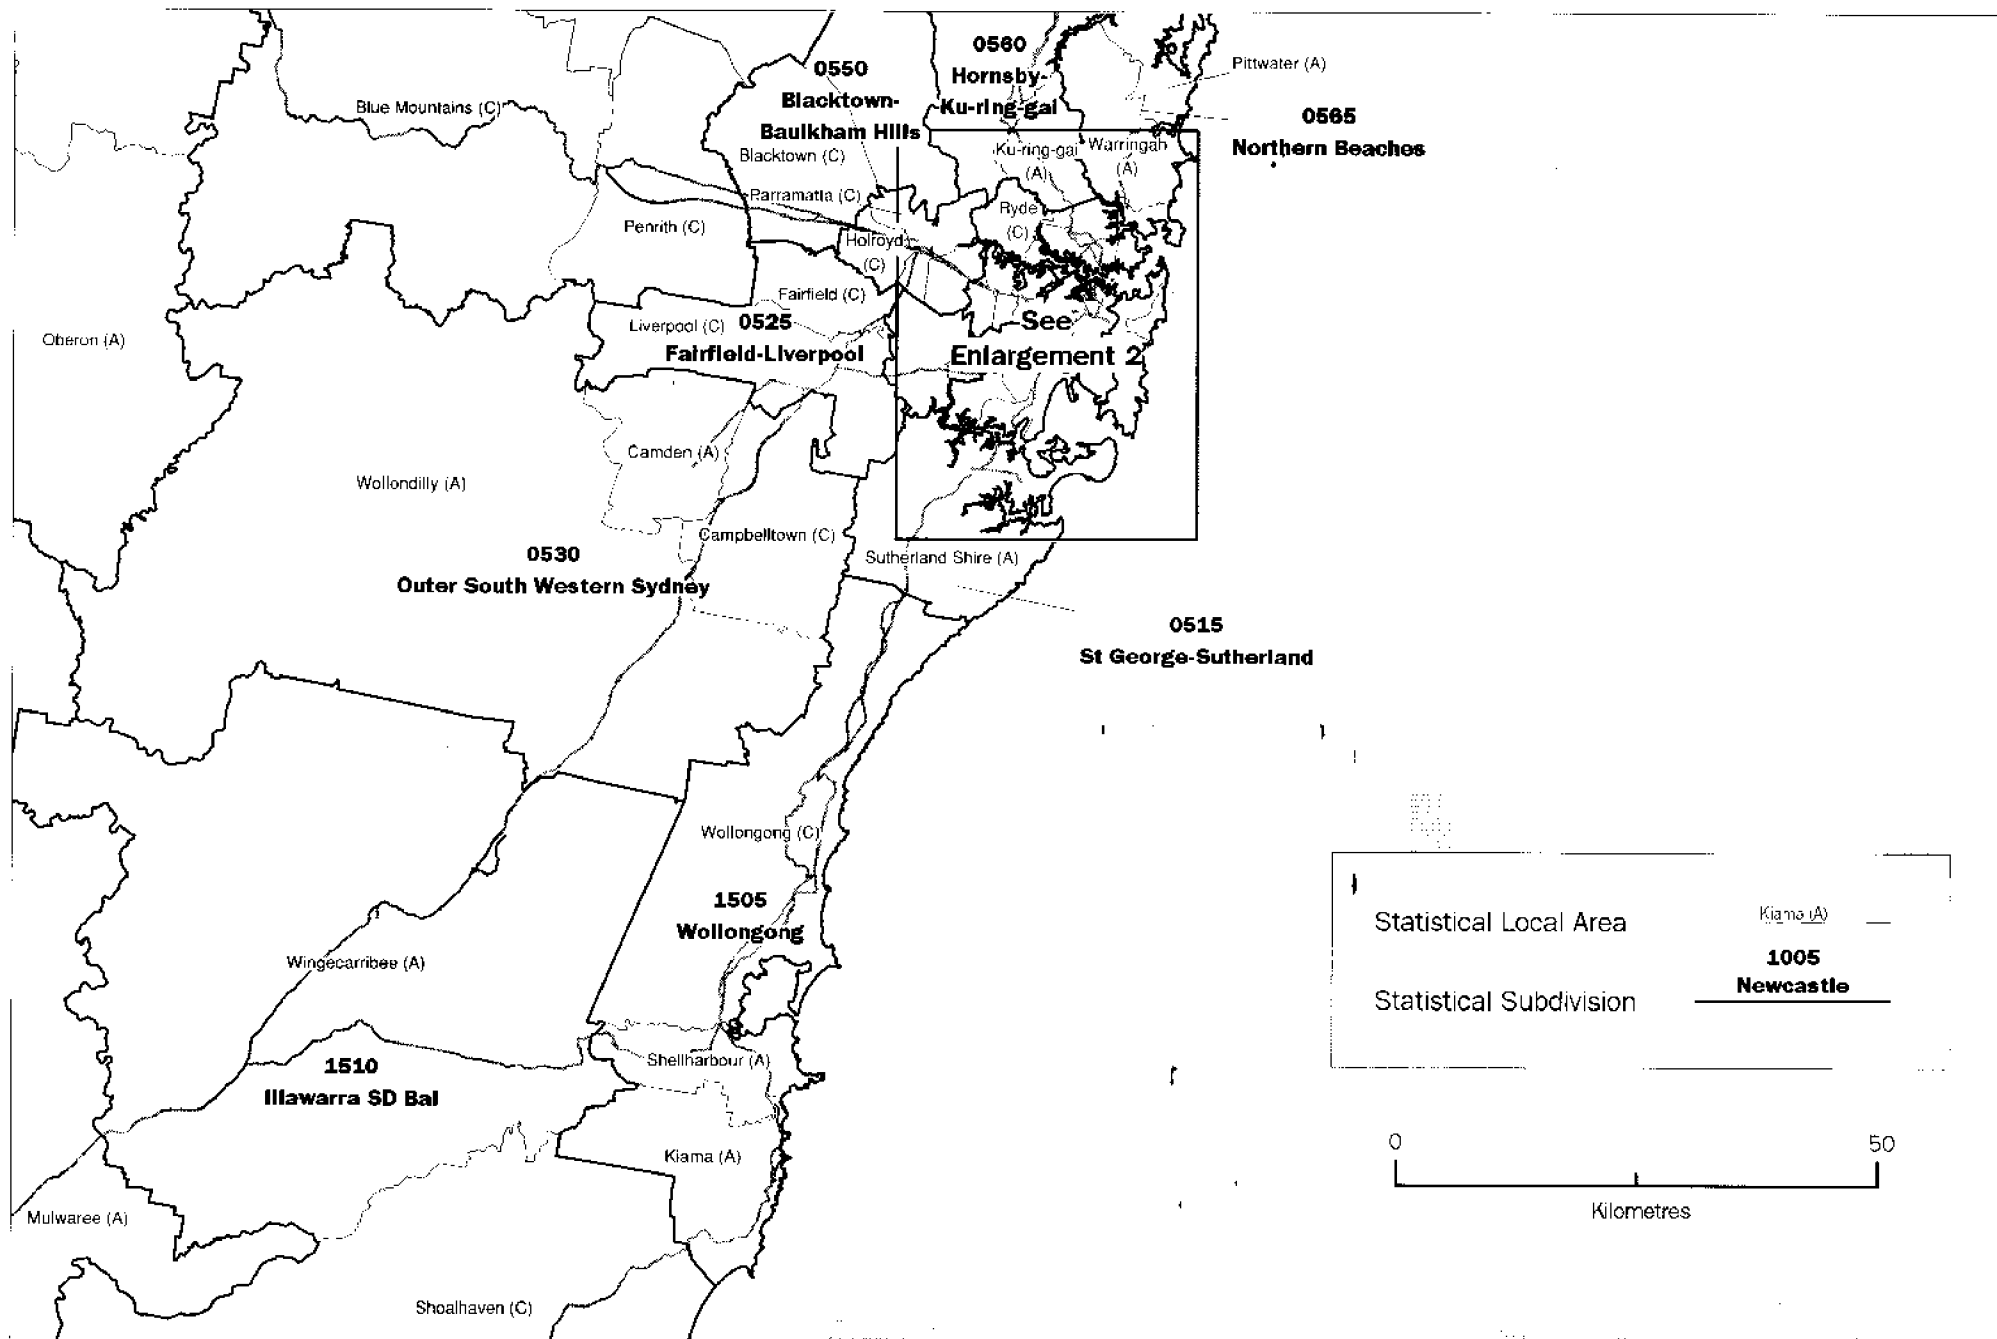 0560
Hornsby-
Ku-ring-gai
Pittwater (A)
0550
Blacktown-
Baulkham Hills
Blue Mountains (C)
0565
Northern Beaches
Blacktown (C)
Ku-ring-gai
(A)
Warringah
(A)
Parramatta (C)
Ryde
(C)
Penrith (C)
Holroyd
(C)
Fairfield (C)
Liverpool (C)
0525
Fairfield-Liverpool
See
Enlargement 2
Oberon (A)
Camden (A)
Wollondilly (A)
Campbelltown (C)
0530
Outer South Western Sydney
Sutherland Shire (A)
0515
St George-Sutherland
Wollongong (C)
1505
Wollongong
Wingecarribee (A)
Shellharbour (A)
1510
Illawarra SD Bal
Kiama (A)
Mulwaree (A)
Shoalhaven (C)
Statistical Local Area
Kiama (A)
1005
Newcastle
Statistical Subdivision
0
50
Kilometres